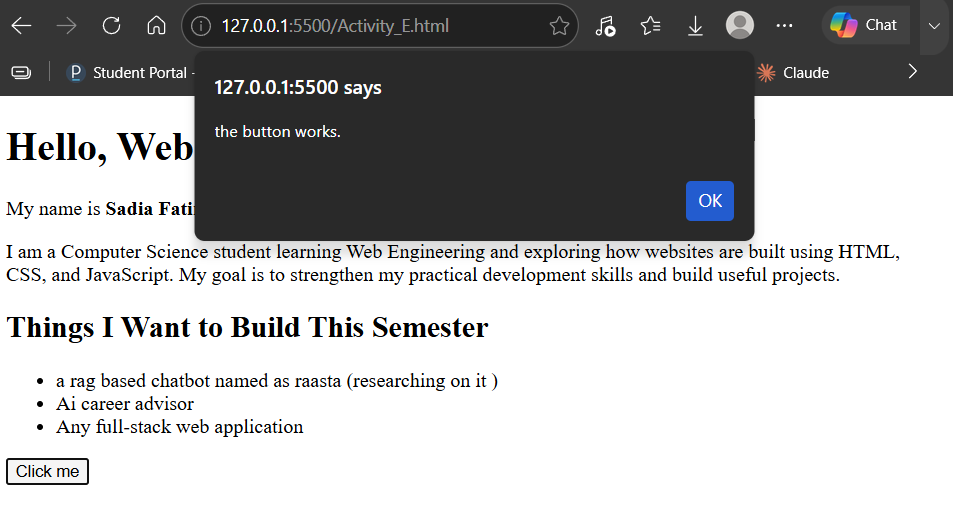 127.0.0.1:5500/Activity_E.html
Chat
Student Portal -
Claude
127.0.0.1:5500 says
the button works.
OK
Hello, Web
My name is Sadia
I am a Computer Science student learning Web Engineering and exploring how websites are built using HTML,
CSS, and JavaScript. My goal is to strengthen my practical development skills and build useful projects.
Things I Want to Build This Semester
a rag based chatbot named as raasta (researching on it )
Ai career advisor
Any full-stack web application
Click me